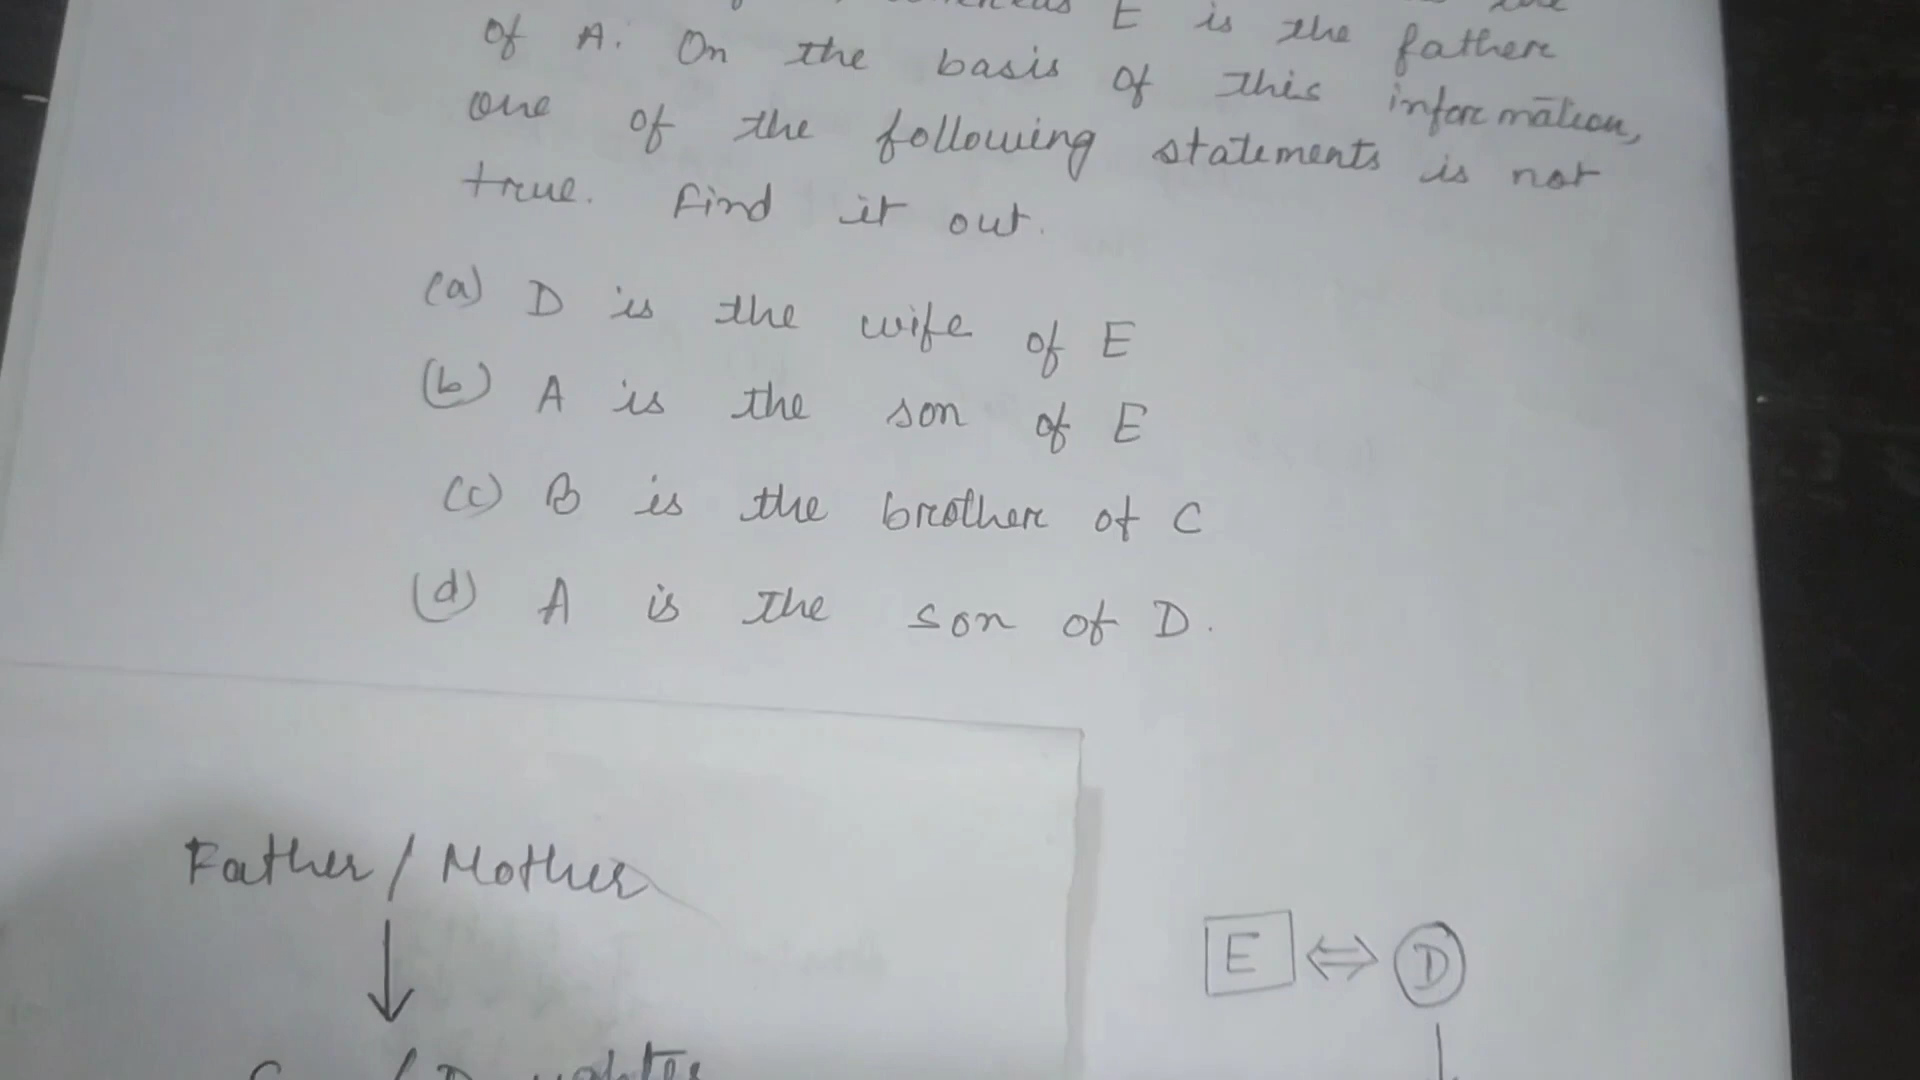 E is the father
of A. On the basis of this information,
one of the following statements is not
true. Find it out.
(a) D is the wife of E
(b) A is the son of E
(c) B is the brother of C
(d) A is the son of D.
Father / Mother
E ⇔ D